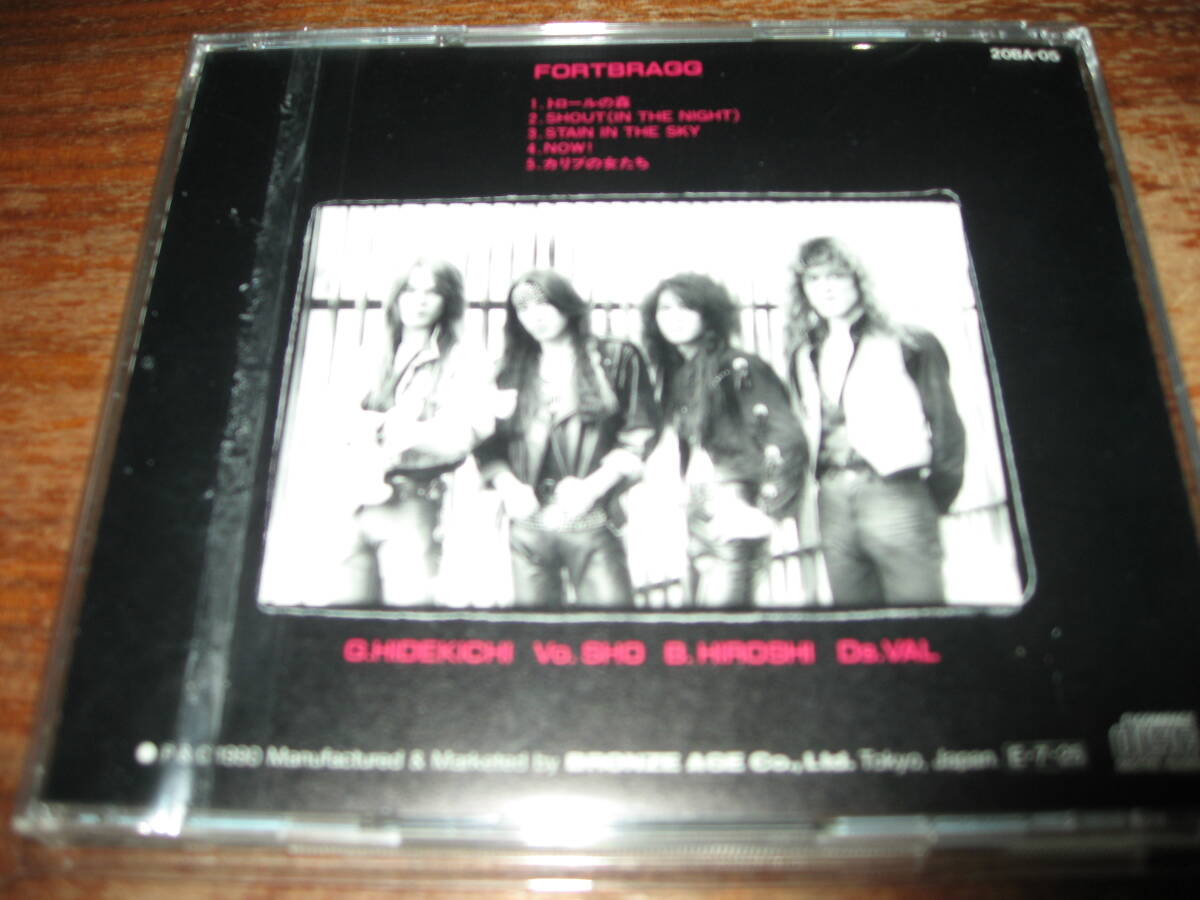 20BA-05
FORTBRAGG
1.トロールの森
2.SHOUT(IN THE NIGHT)
3.STAIN IN THE SKY
4.NOW!
5.カリブの女たち
G.HIDEKICHI Vo.SHO B.HIROSHI Ds.VAL
P&C1990 Manufactured & Marketed by BRONZE AGE Co.,Ltd. Tokyo, Japan.